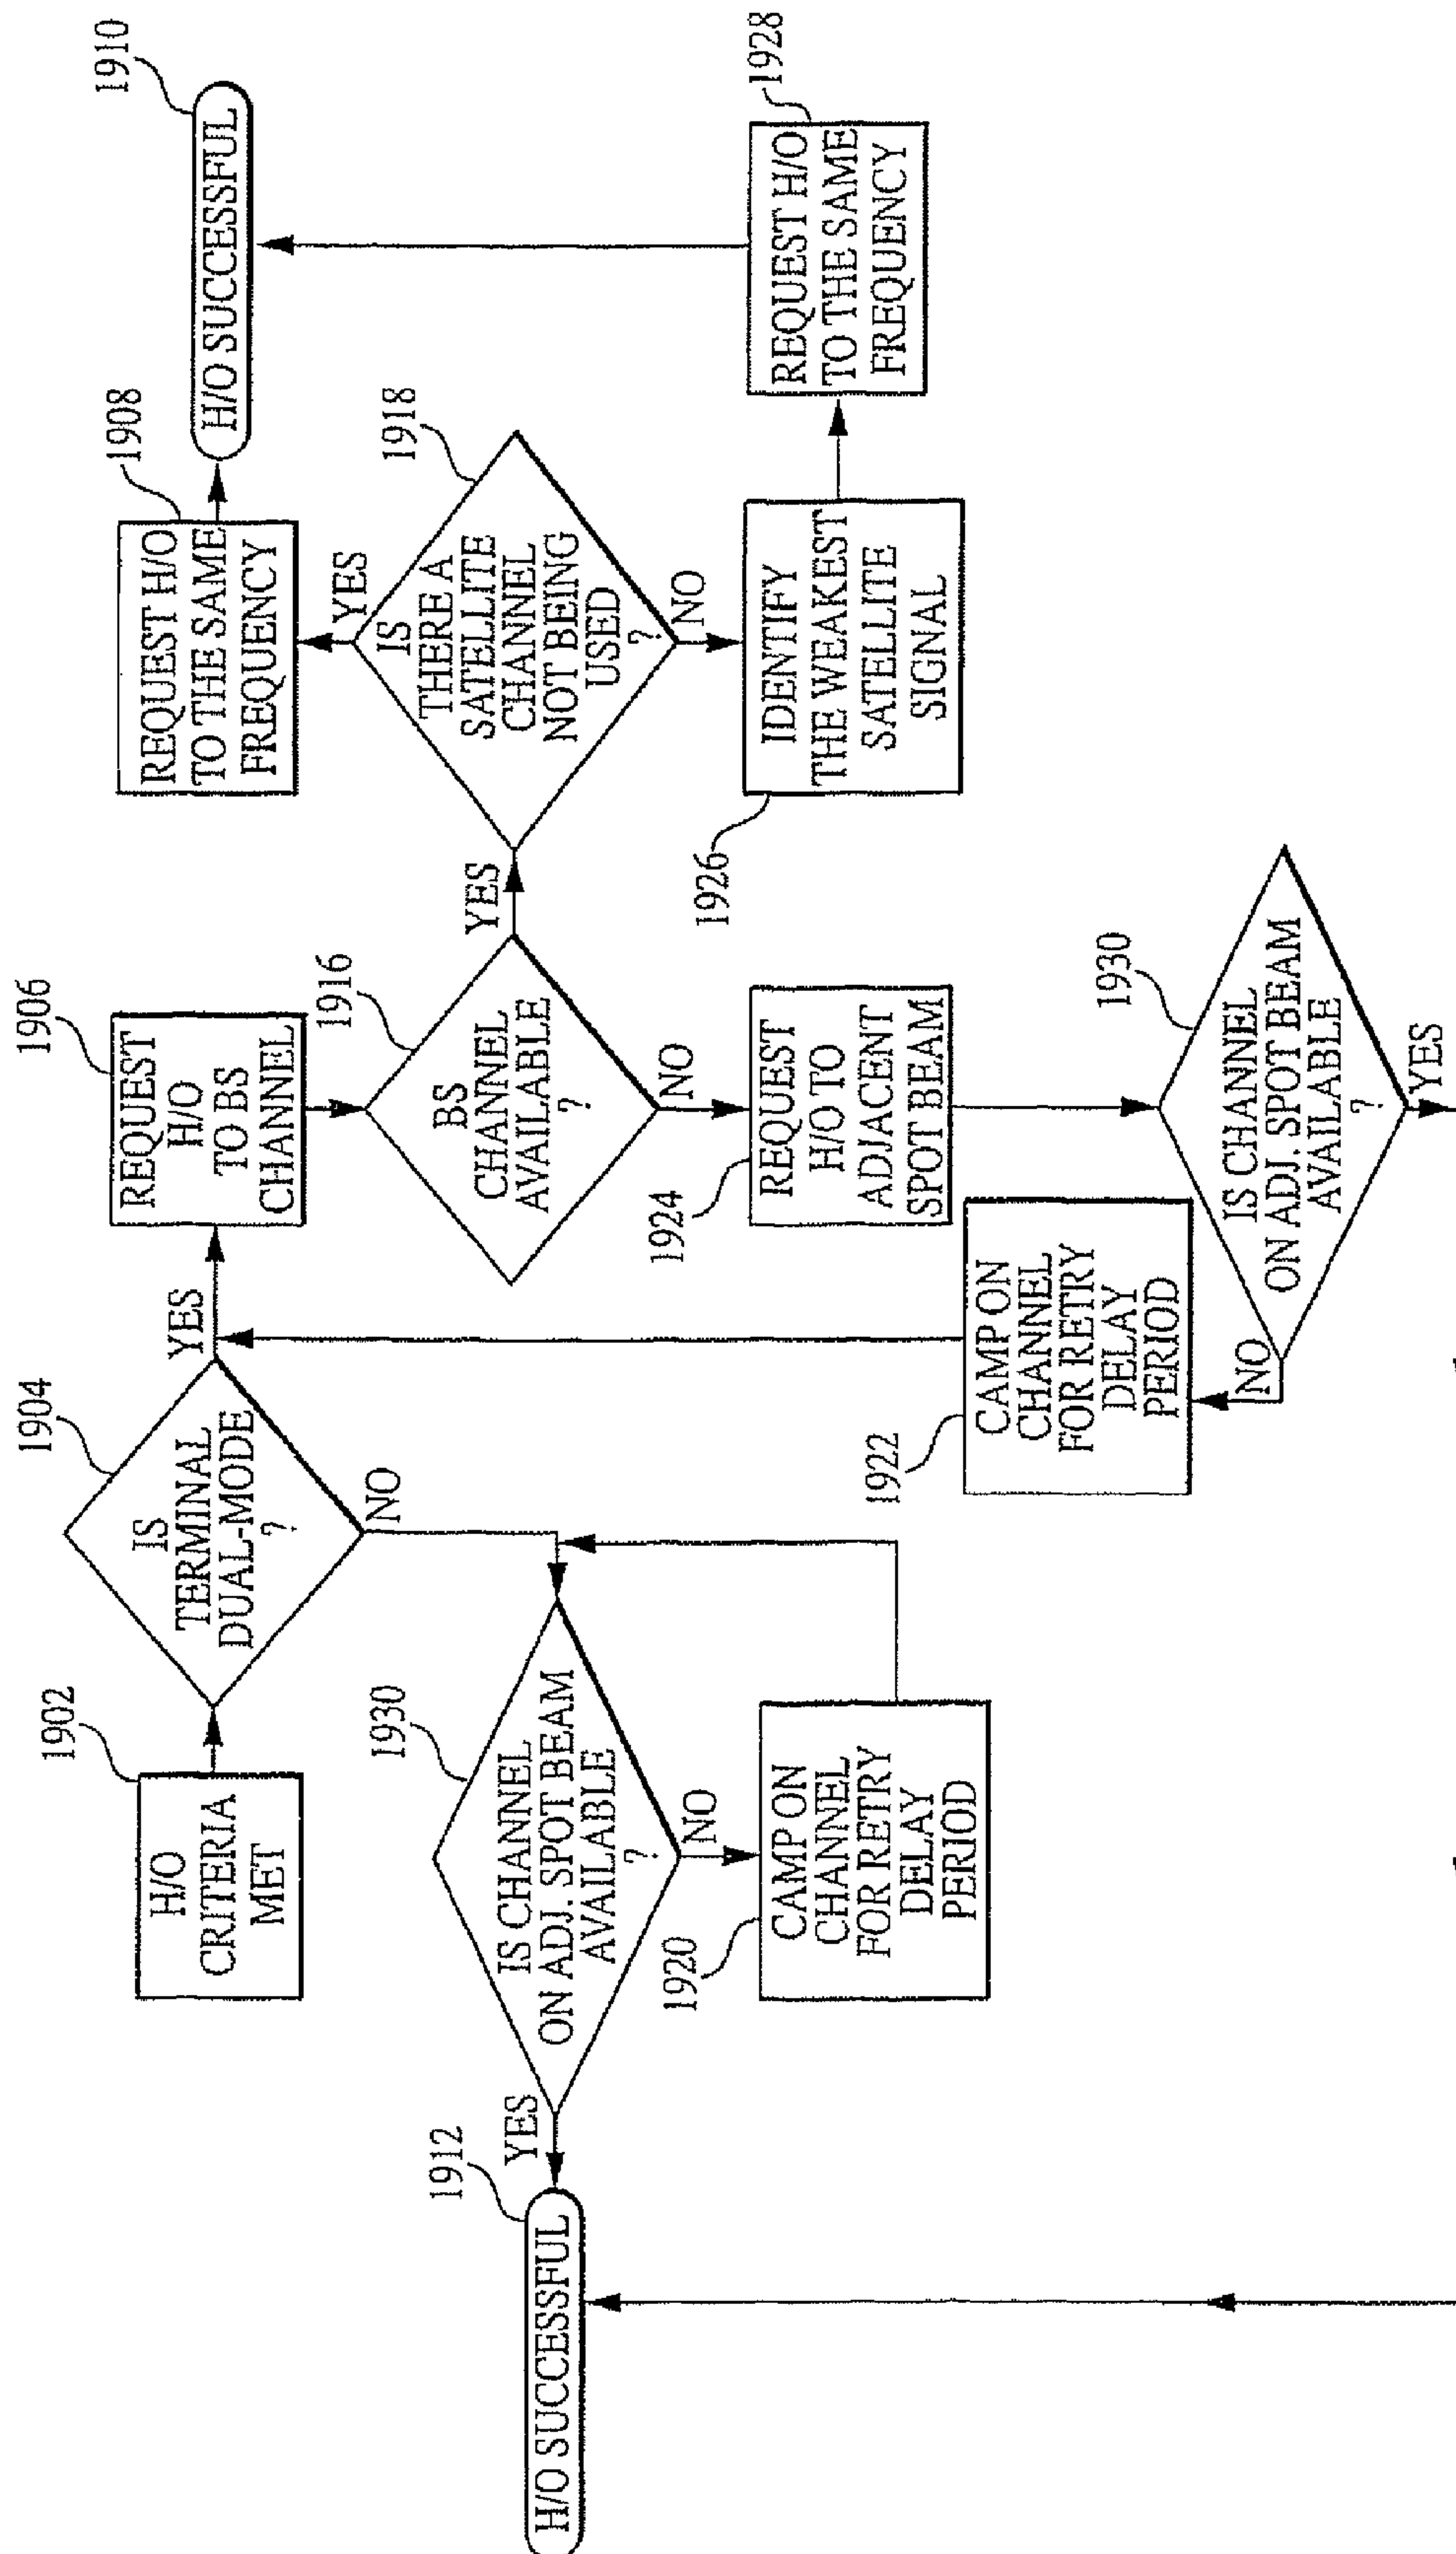 1902
H/O
CRITERIA
MET
1904
IS
TERMINAL
DUAL-MODE
?
YES
NO
1906
REQUEST
H/O
TO BS
CHANNEL
1908
REQUEST H/O
TO THE SAME
FREQUENCY
1910
H/O SUCCESSFUL
1912
H/O SUCCESSFUL
YES
1930
IS CHANNEL
ON ADJ. SPOT BEAM
AVAILABLE
?
NO
1916
BS
CHANNEL
AVAILABLE
?
YES
NO
1918
IS
THERE A
SATELLITE
CHANNEL
NOT BEING
USED
?
YES
NO
1920
CAMP ON
CHANNEL
FOR RETRY
DELAY
PERIOD
1924
REQUEST
H/O TO
ADJACENT
SPOT BEAM
1926
IDENTIFY
THE WEAKEST
SATELLITE
SIGNAL
1928
REQUEST H/O
TO THE SAME
FREQUENCY
1922
CAMP ON
CHANNEL
FOR RETRY
DELAY
PERIOD
NO
1930
IS CHANNEL
ON ADJ. SPOT BEAM
AVAILABLE
?
YES